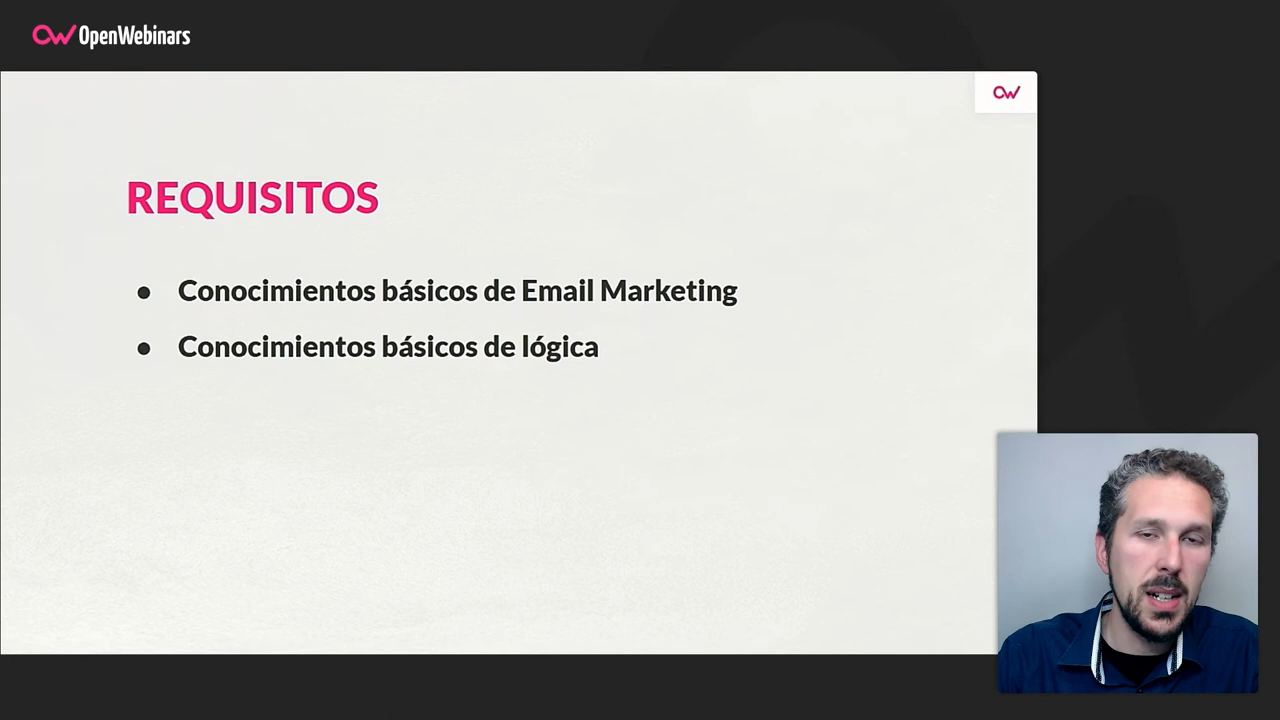 OpenWebinars
REQUISITOS
● Conocimientos básicos de Email Marketing
● Conocimientos básicos de lógica